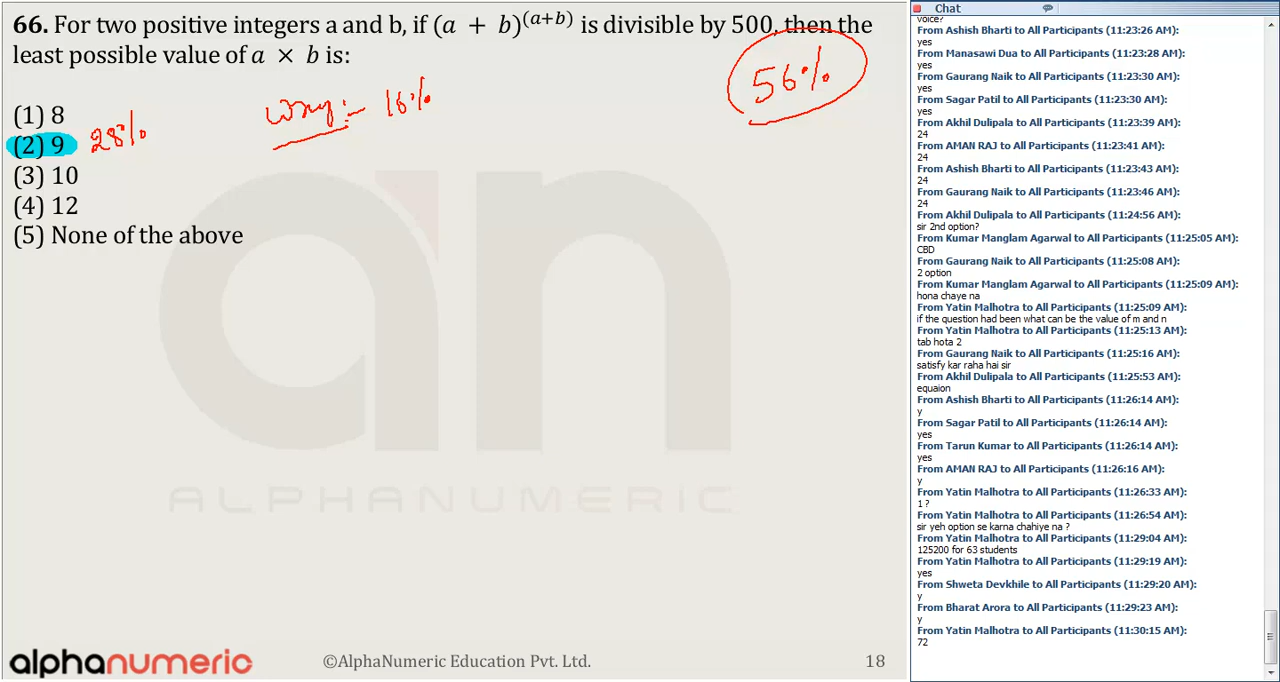 66. For two positive integers a and b, if (a + b)^(a+b) is divisible by 500, then the
least possible value of a × b is:
56%
Wrong:- 16%
(1) 8
(2) 9 28%
(3) 10
(4) 12
(5) None of the above
an
ALPHANUMERIC
alphanumeric
©AlphaNumeric Education Pvt. Ltd.
18
Chat
voice?
From Ashish Bharti to All Participants (11:23:26 AM):
yes
From Manasawi Dua to All Participants (11:23:28 AM):
yes
From Gaurang Naik to All Participants (11:23:30 AM):
yes
From Sagar Patil to All Participants (11:23:30 AM):
yes
From Akhil Dulipala to All Participants (11:23:39 AM):
24
From AMAN RAJ to All Participants (11:23:41 AM):
24
From Ashish Bharti to All Participants (11:23:43 AM):
24
From Gaurang Naik to All Participants (11:23:46 AM):
24
From Akhil Dulipala to All Participants (11:24:56 AM):
sir 2nd option?
From Kumar Manglam Agarwal to All Participants (11:25:05 AM):
CBD
From Gaurang Naik to All Participants (11:25:08 AM):
2 option
From Kumar Manglam Agarwal to All Participants (11:25:09 AM):
hona chaye na
From Yatin Malhotra to All Participants (11:25:09 AM):
if the question had been what can be the value of m and n
From Yatin Malhotra to All Participants (11:25:13 AM):
tab hota 2
From Gaurang Naik to All Participants (11:25:16 AM):
satisfy kar raha hai sir
From Akhil Dulipala to All Participants (11:25:53 AM):
equaion
From Ashish Bharti to All Participants (11:26:14 AM):
y
From Sagar Patil to All Participants (11:26:14 AM):
yes
From Tarun Kumar to All Participants (11:26:14 AM):
yes
From AMAN RAJ to All Participants (11:26:16 AM):
y
From Yatin Malhotra to All Participants (11:26:33 AM):
1 ?
From Yatin Malhotra to All Participants (11:26:54 AM):
sir yeh option se karna chahiye na ?
From Yatin Malhotra to All Participants (11:29:04 AM):
125200 for 63 students
From Yatin Malhotra to All Participants (11:29:19 AM):
yes
From Shweta Devkhile to All Participants (11:29:20 AM):
y
From Bharat Arora to All Participants (11:29:23 AM):
y
From Yatin Malhotra to All Participants (11:30:15 AM):
72